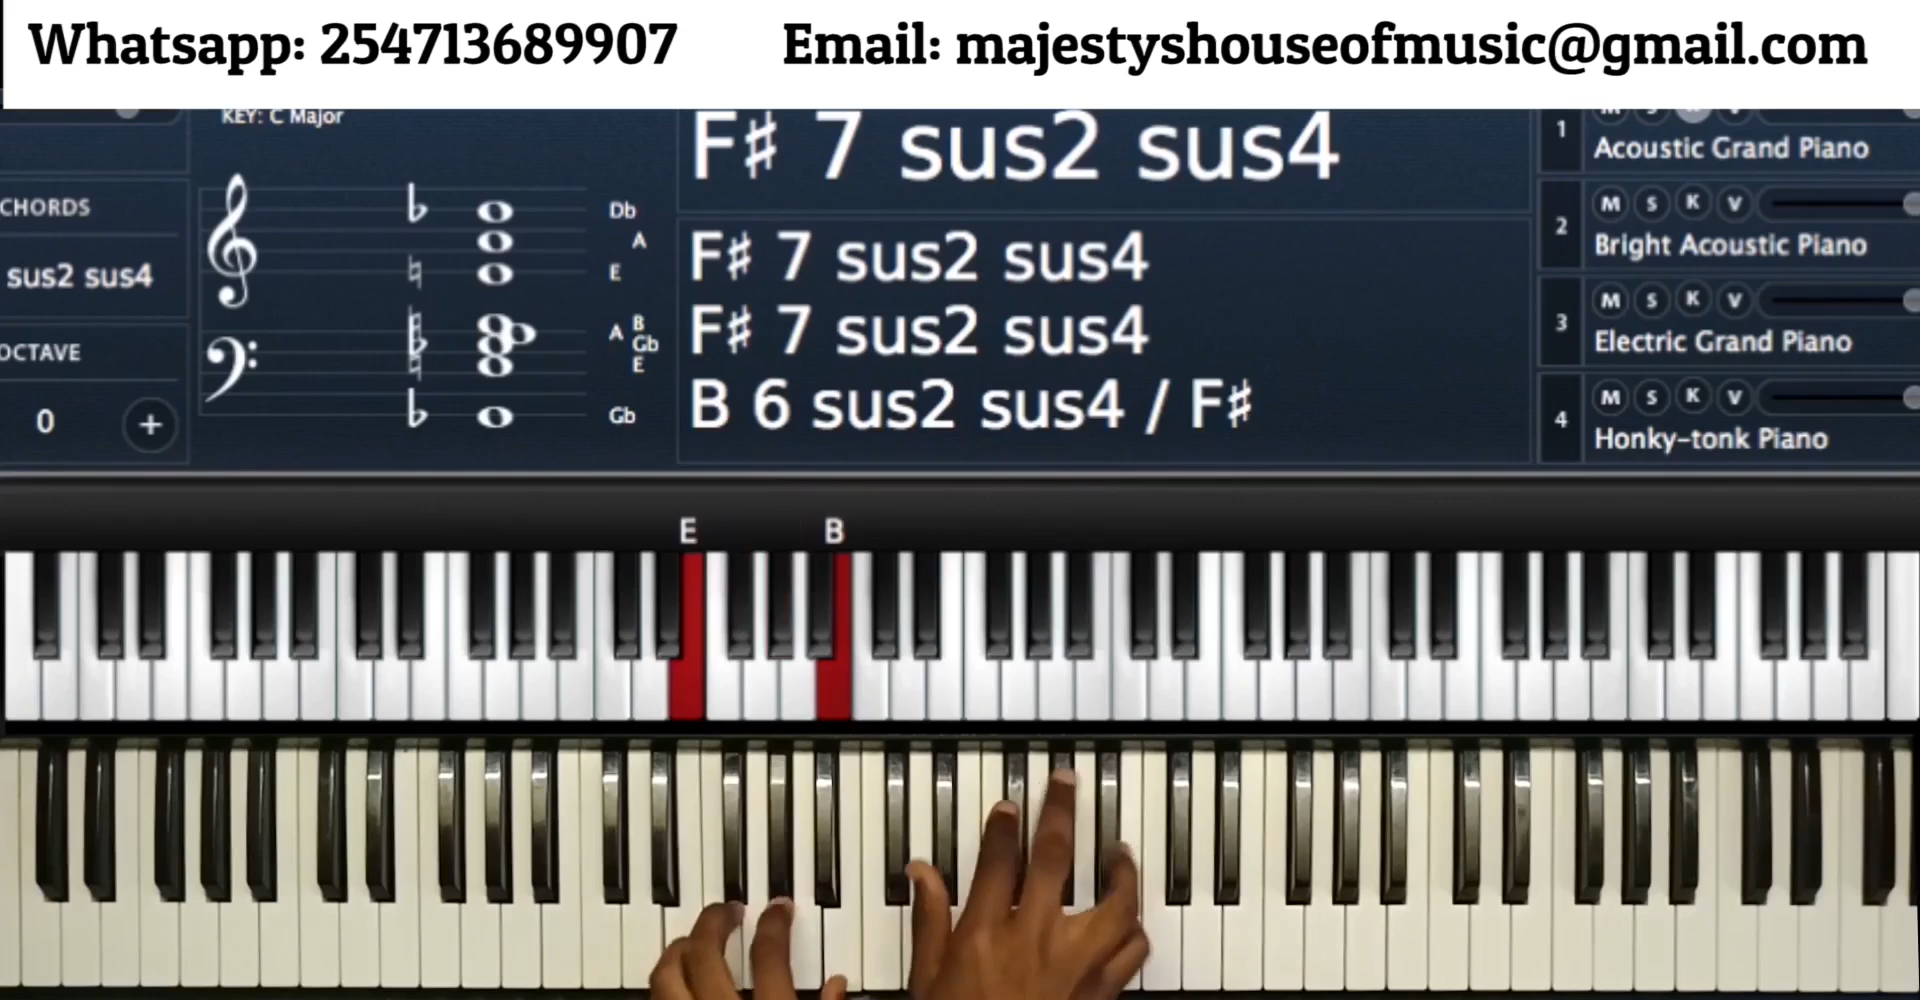 Whatsapp: 254713689907 Email: majestyshouseofmusic@gmail.com
KEY: C Major
CHORDS
sus2 sus4
OCTAVE
0 +
Db
A
E
A B
Gb
E
Gb
F♯ 7 sus2 sus4
F♯ 7 sus2 sus4
F♯ 7 sus2 sus4
B 6 sus2 sus4 / F♯
1 Acoustic Grand Piano
M S K V
2 Bright Acoustic Piano
M S K V
3 Electric Grand Piano
M S K V
4 Honky-tonk Piano
E B